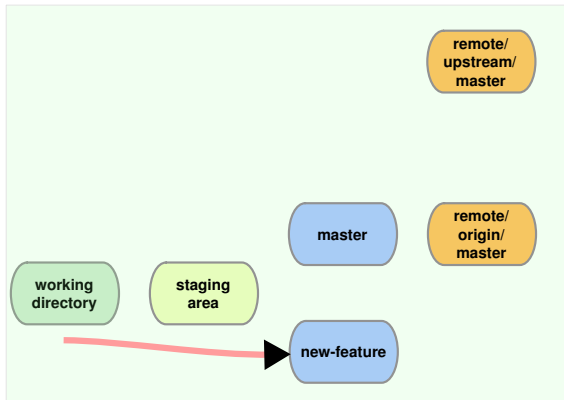 remote/
upstream/
master
master
remote/
origin/
master
working
directory
staging
area
new-feature